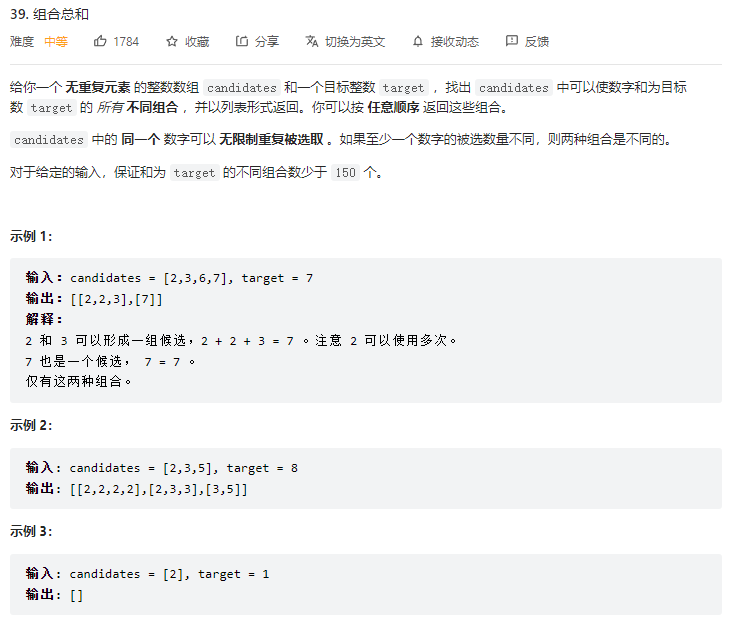 39. 组合总和
难度 中等 1784 收藏 分享 切换为英文 接收动态 反馈
给你一个 无重复元素 的整数数组 candidates 和一个目标整数 target ，找出 candidates 中可以使数字和为目标
数 target 的 所有 不同组合 ，并以列表形式返回。你可以按 任意顺序 返回这些组合。
candidates 中的 同一个 数字可以 无限制重复被选取 。如果至少一个数字的被选数量不同，则两种组合是不同的。
对于给定的输入，保证和为 target 的不同组合数少于 150 个。
示例 1：
输入：candidates = [2,3,6,7], target = 7
输出：[[2,2,3],[7]]
解释：
2 和 3 可以形成一组候选，2 + 2 + 3 = 7 。注意 2 可以使用多次。
7 也是一个候选， 7 = 7 。
仅有这两种组合。
示例 2：
输入: candidates = [2,3,5], target = 8
输出: [[2,2,2,2],[2,3,3],[3,5]]
示例 3：
输入: candidates = [2], target = 1
输出: []